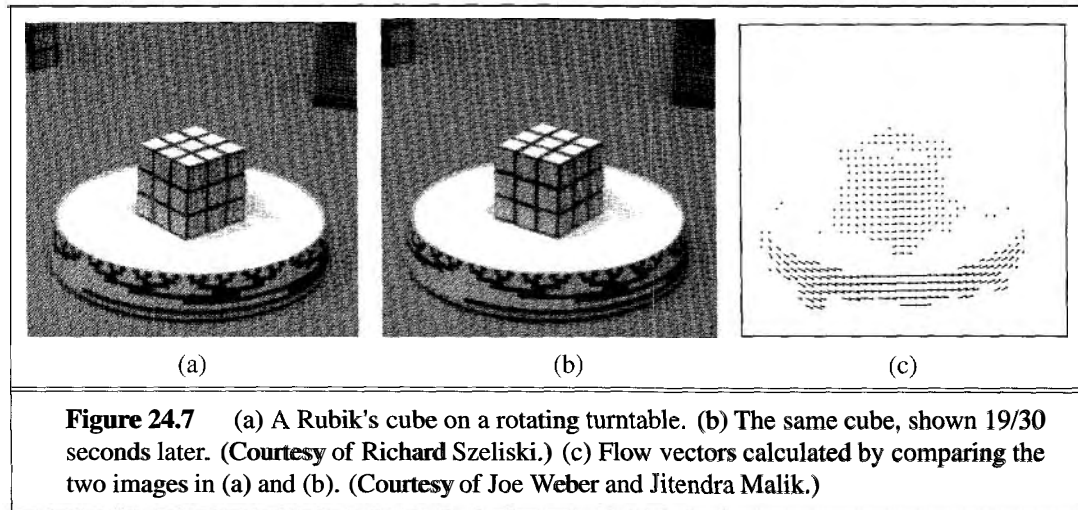 (a) (b) (c)
Figure 24.7 (a) A Rubik's cube on a rotating turntable. (b) The same cube, shown 19/30
seconds later. (Courtesy of Richard Szeliski.) (c) Flow vectors calculated by comparing the
two images in (a) and (b). (Courtesy of Joe Weber and Jitendra Malik.)